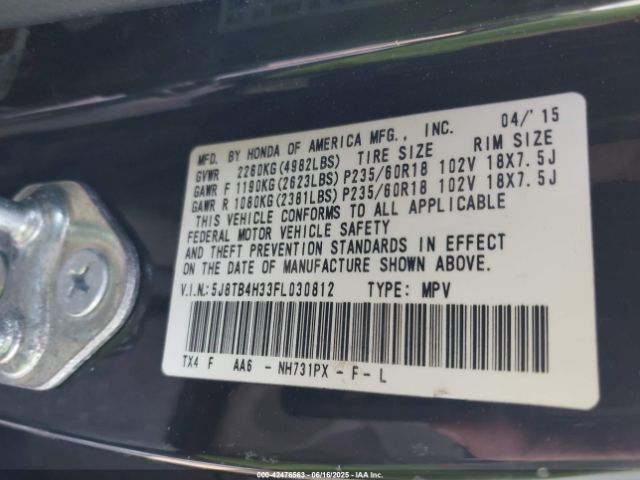 04/'15
MFD. BY HONDA OF AMERICA MFG., INC.
GVWR 2260KG(4982LBS) TIRE SIZE RIM SIZE
GAWR F 1190KG(2623LBS) P235/60R18 102V 18X7.5J
GAWR R 1080KG(2381LBS) P235/60R18 102V 18X7.5J
THIS VEHICLE CONFORMS TO ALL APPLICABLE
FEDERAL MOTOR VEHICLE SAFETY
AND THEFT PREVENTION STANDARDS IN EFFECT
ON THE DATE OF MANUFACTURE SHOWN ABOVE.
V.I.N.: 5J8TB4H33FL030812 TYPE: MPV
TX4 F AA6 - NH731PX - F - L
000-42476563 - 06/16/2025 - IAA Inc.